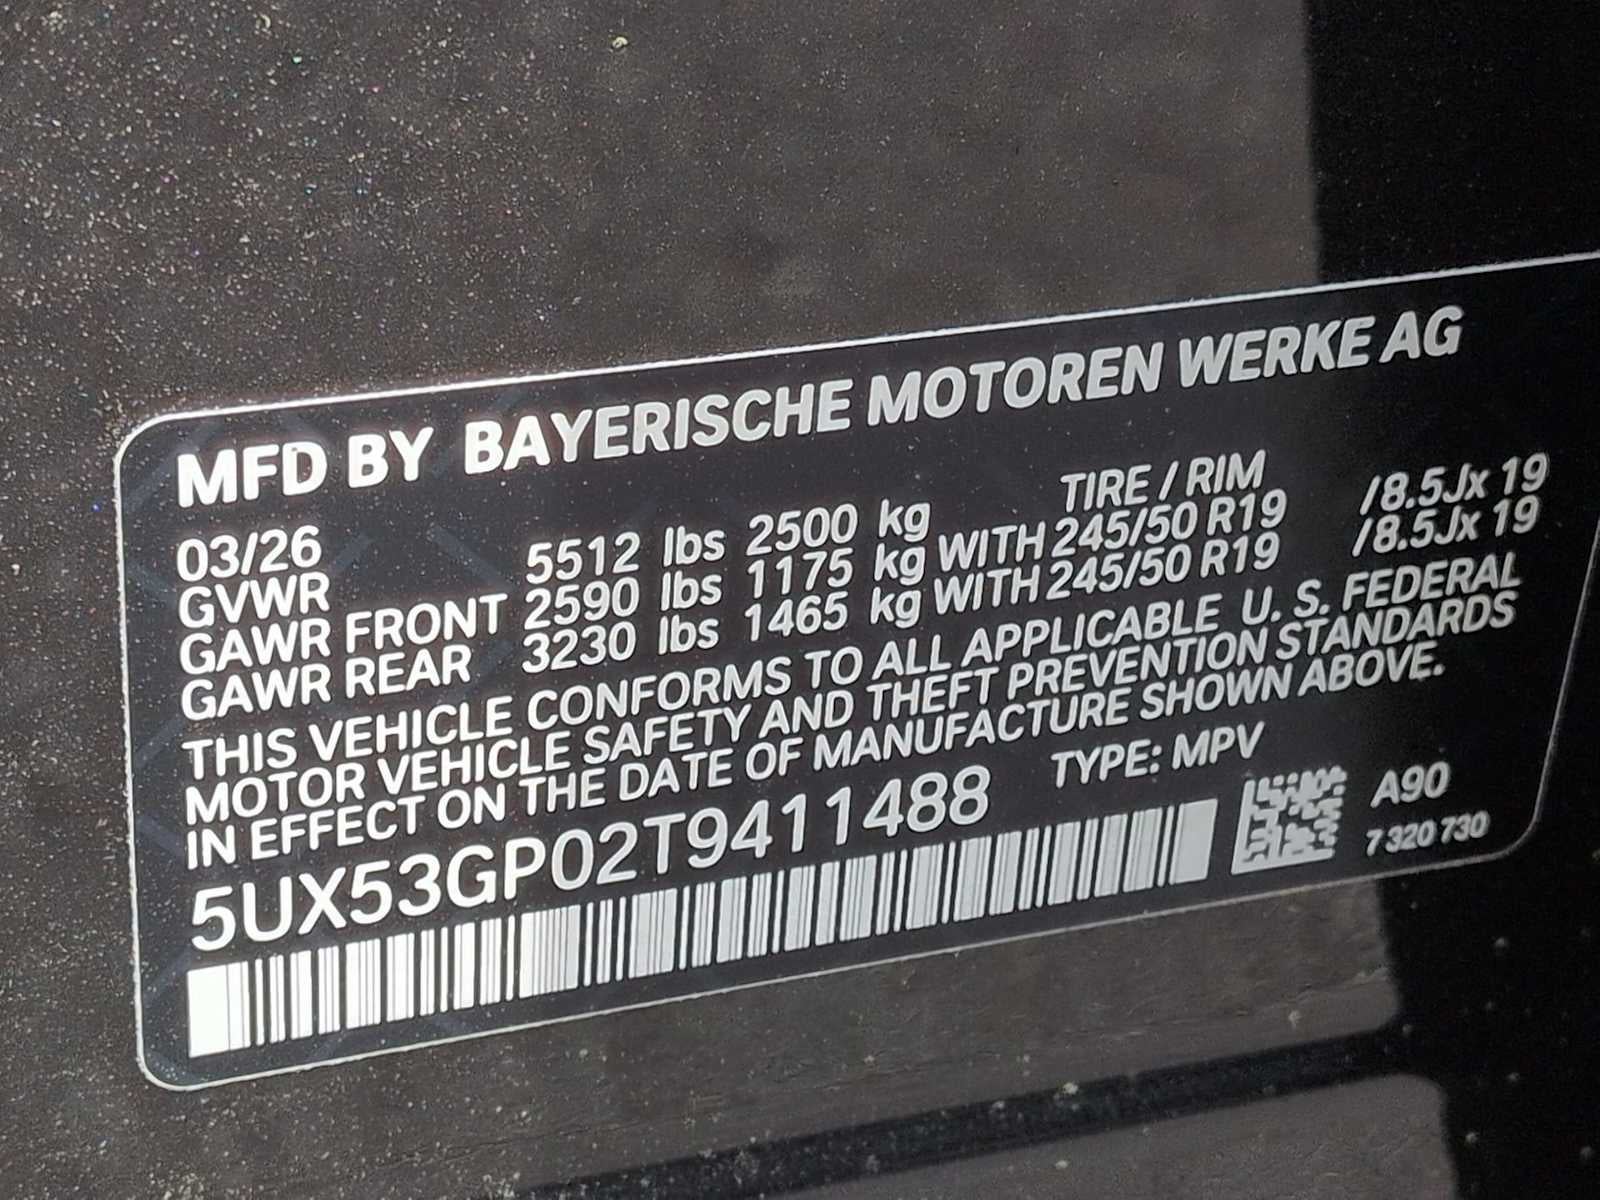 MFD BY BAYERISCHE MOTOREN WERKE AG
03/26 TIRE / RIM
GVWR 5512 lbs 2500 kg
GAWR FRONT 2590 lbs 1175 kg WITH 245/50 R19 /8.5Jx 19
GAWR REAR 3230 lbs 1465 kg WITH 245/50 R19 /8.5Jx 19
THIS VEHICLE CONFORMS TO ALL APPLICABLE U. S. FEDERAL
MOTOR VEHICLE SAFETY AND THEFT PREVENTION STANDARDS
IN EFFECT ON THE DATE OF MANUFACTURE SHOWN ABOVE.
5UX53GP02T9411488 TYPE: MPV
A90
7 320 730